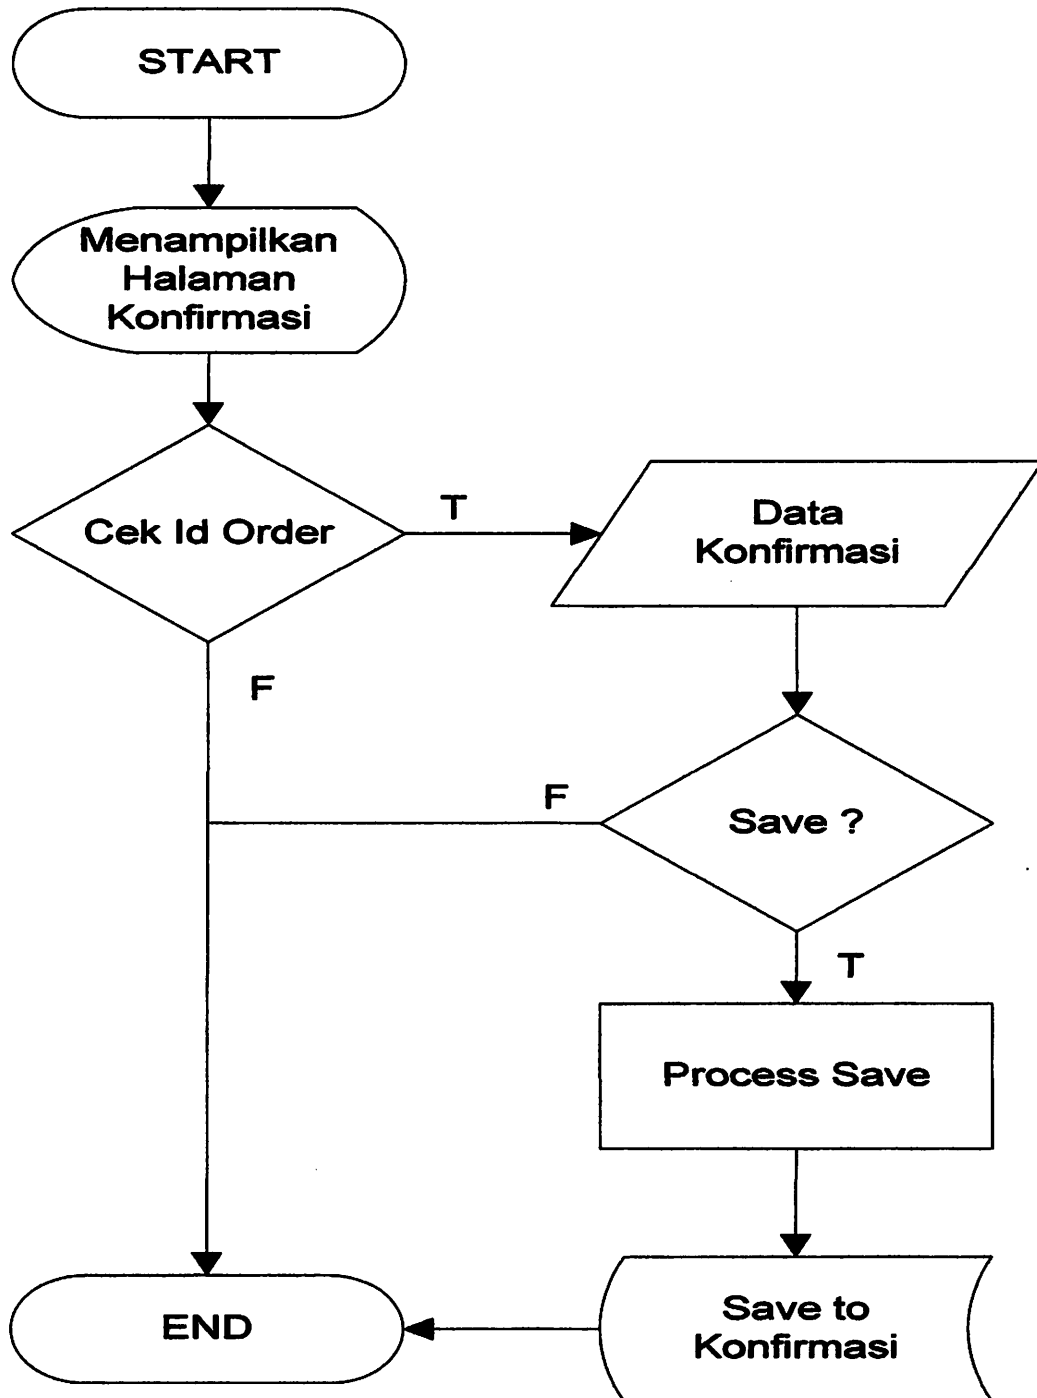 START
Menampilkan
Halaman
Konfirmasi
Cek Id Order
T
Data
Konfirmasi
F
F
Save ?
T
Process Save
Save to
Konfirmasi
END